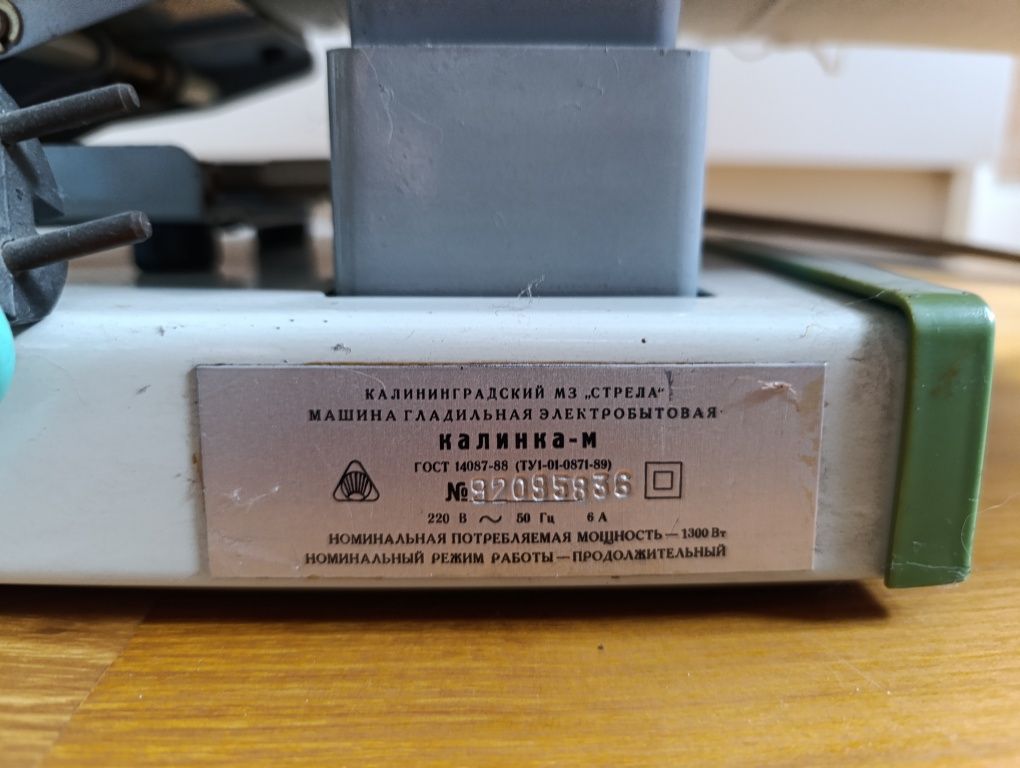 КАЛИНИНГРАДСКИЙ МЗ „СТРЕЛА“
МАШИНА ГЛАДИЛЬНАЯ ЭЛЕКТРОБЫТОВАЯ
калинка-м
ГОСТ 14087-88 (ТУ1-01-0871-89)
№92095836
220 В ~ 50 Гц 6 А
НОМИНАЛЬНАЯ ПОТРЕБЛЯЕМАЯ МОЩНОСТЬ — 1300 Вт
НОМИНАЛЬНЫЙ РЕЖИМ РАБОТЫ — ПРОДОЛЖИТЕЛЬНЫЙ